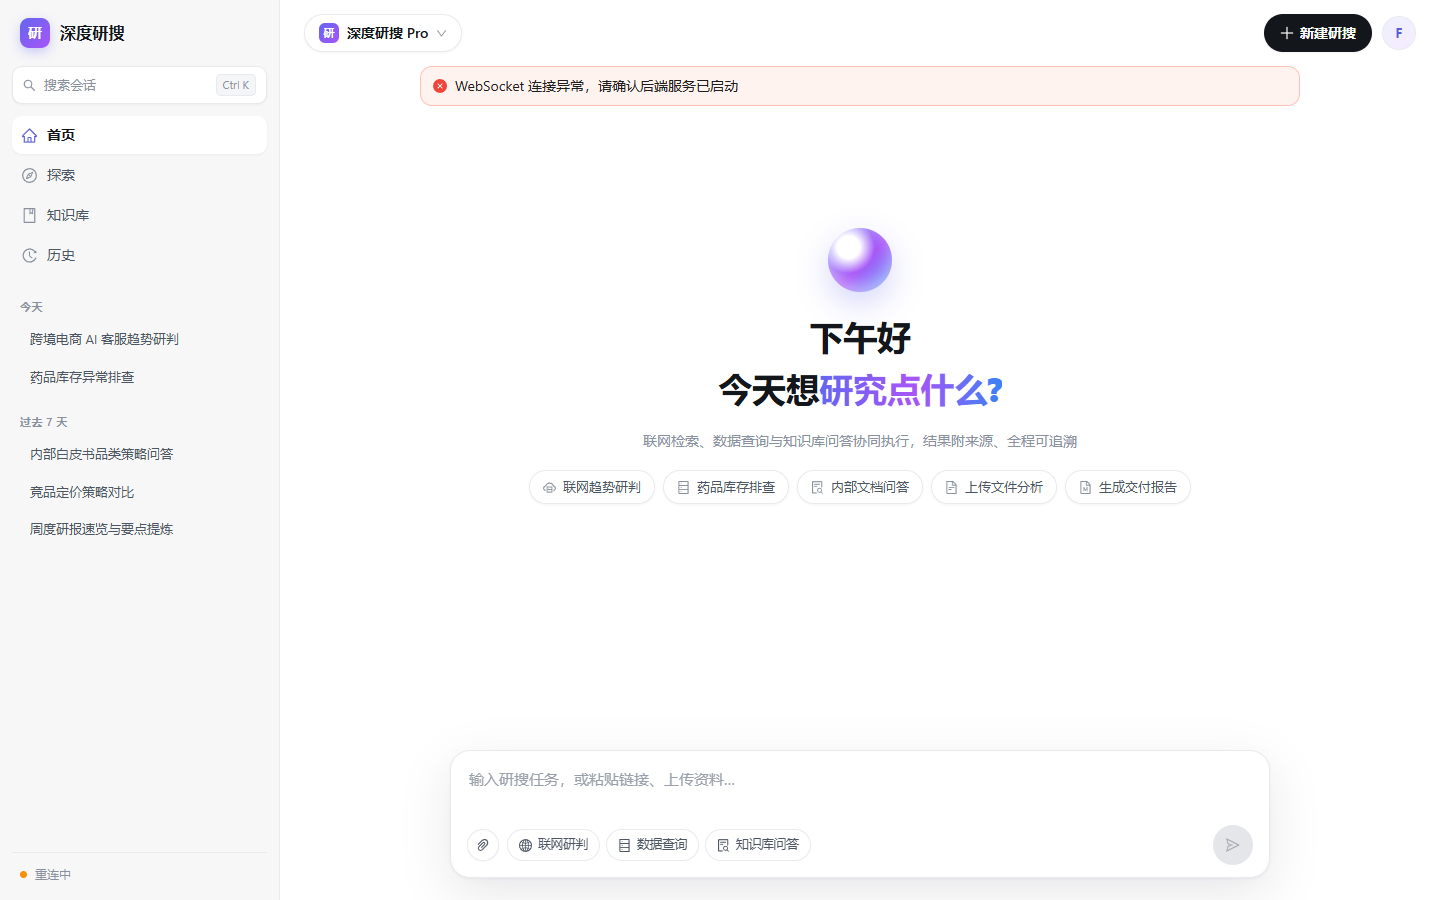 研 深度研搜
搜索会话 Ctrl K
首页
探索
知识库
历史
今天
跨境电商 AI 客服趋势研判
药品库存异常排查
过去 7 天
内部白皮书品类策略问答
竞品定价策略对比
周度研报速览与要点提炼
重连中
研 深度研搜 Pro
新建研搜 F
WebSocket 连接异常，请确认后端服务已启动
下午好
今天想研究点什么?
联网检索、数据查询与知识库问答协同执行，结果附来源、全程可追溯
联网趋势研判 药品库存排查 内部文档问答 上传文件分析 生成交付报告
输入研搜任务，或粘贴链接、上传资料...
联网研判 数据查询 知识库问答